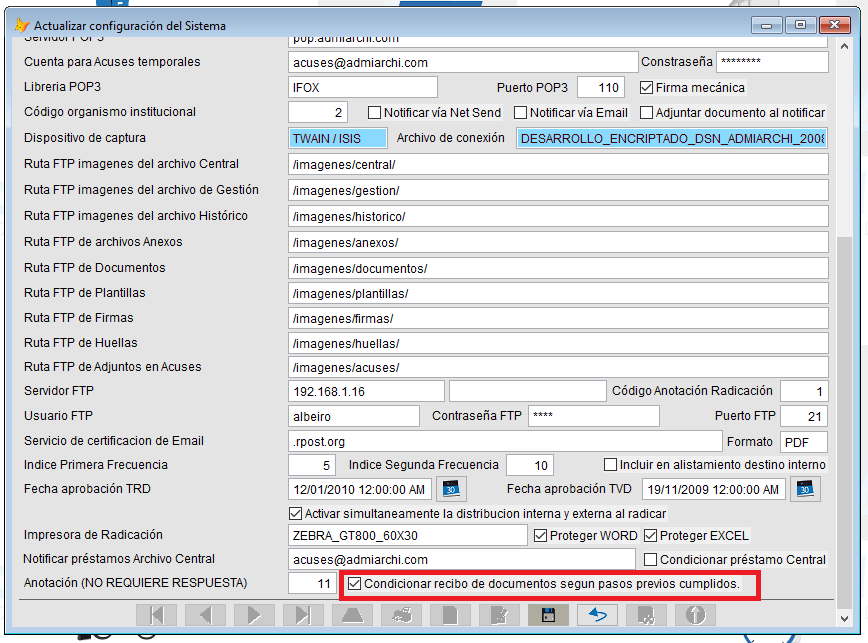 Actualizar configuración del Sistema
Servidor POP3 pop.admiarchi.com
Cuenta para Acuses temporales acuses@admiarchi.com Constraseña ********
Libreria POP3 IFOX Puerto POP3 110 Firma mecánica
Código organismo institucional 2 Notificar vía Net Send Notificar vía Email Adjuntar documento al notificar
Dispositivo de captura TWAIN / ISIS Archivo de conexión DESARROLLO_ENCRIPTADO_DSN_ADMIARCHI_2008
Ruta FTP imagenes del archivo Central /imagenes/central/
Ruta FTP imagenes del archivo de Gestión /imagenes/gestion/
Ruta FTP imagenes del archivo Histórico /imagenes/historico/
Ruta FTP de archivos Anexos /imagenes/anexos/
Ruta FTP de Documentos /imagenes/documentos/
Ruta FTP de Plantillas /imagenes/plantillas/
Ruta FTP de Firmas /imagenes/firmas/
Ruta FTP de Huellas /imagenes/huellas/
Ruta FTP de Adjuntos en Acuses /imagenes/acuses/
Servidor FTP 192.168.1.16 Código Anotación Radicación 1
Usuario FTP albeiro Contraseña FTP **** Puerto FTP 21
Servicio de certificacion de Email .rpost.org Formato PDF
Indice Primera Frecuencia 5 Indice Segunda Frecuencia 10 Incluir en alistamiento destino interno
Fecha aprobación TRD 12/01/2010 12:00:00 AM 30 Fecha aprobación TVD 19/11/2009 12:00:00 AM 30
Activar simultaneamente la distribucion interna y externa al radicar
Impresora de Radicación ZEBRA_GT800_60X30 Proteger WORD Proteger EXCEL
Notificar préstamos Archivo Central acuses@admiarchi.com Condicionar préstamo Central
Anotación (NO REQUIERE RESPUESTA) 11 Condicionar recibo de documentos segun pasos previos cumplidos.